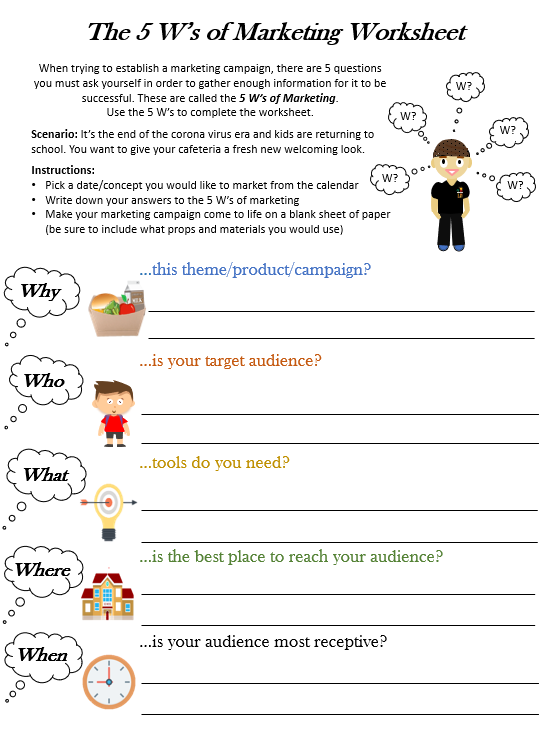 The 5 W's of Marketing Worksheet
When trying to establish a marketing campaign, there are 5 questions
you must ask yourself in order to gather enough information for it to be
successful. These are called the 5 W's of Marketing.
Use the 5 W's to complete the worksheet.
W?
W?
W?
W?
W?
Scenario: It's the end of the corona virus era and kids are returning to
school. You want to give your cafeteria a fresh new welcoming look.
Instructions:
• Pick a date/concept you would like to market from the calendar
• Write down your answers to the 5 W's of marketing
• Make your marketing campaign come to life on a blank sheet of paper
(be sure to include what props and materials you would use)
Why
...this theme/product/campaign?
Who
...is your target audience?
What
...tools do you need?
Where
...is the best place to reach your audience?
When
...is your audience most receptive?